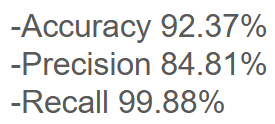 -Accuracy 92.37%
-Precision 84.81%
-Recall 99.88%